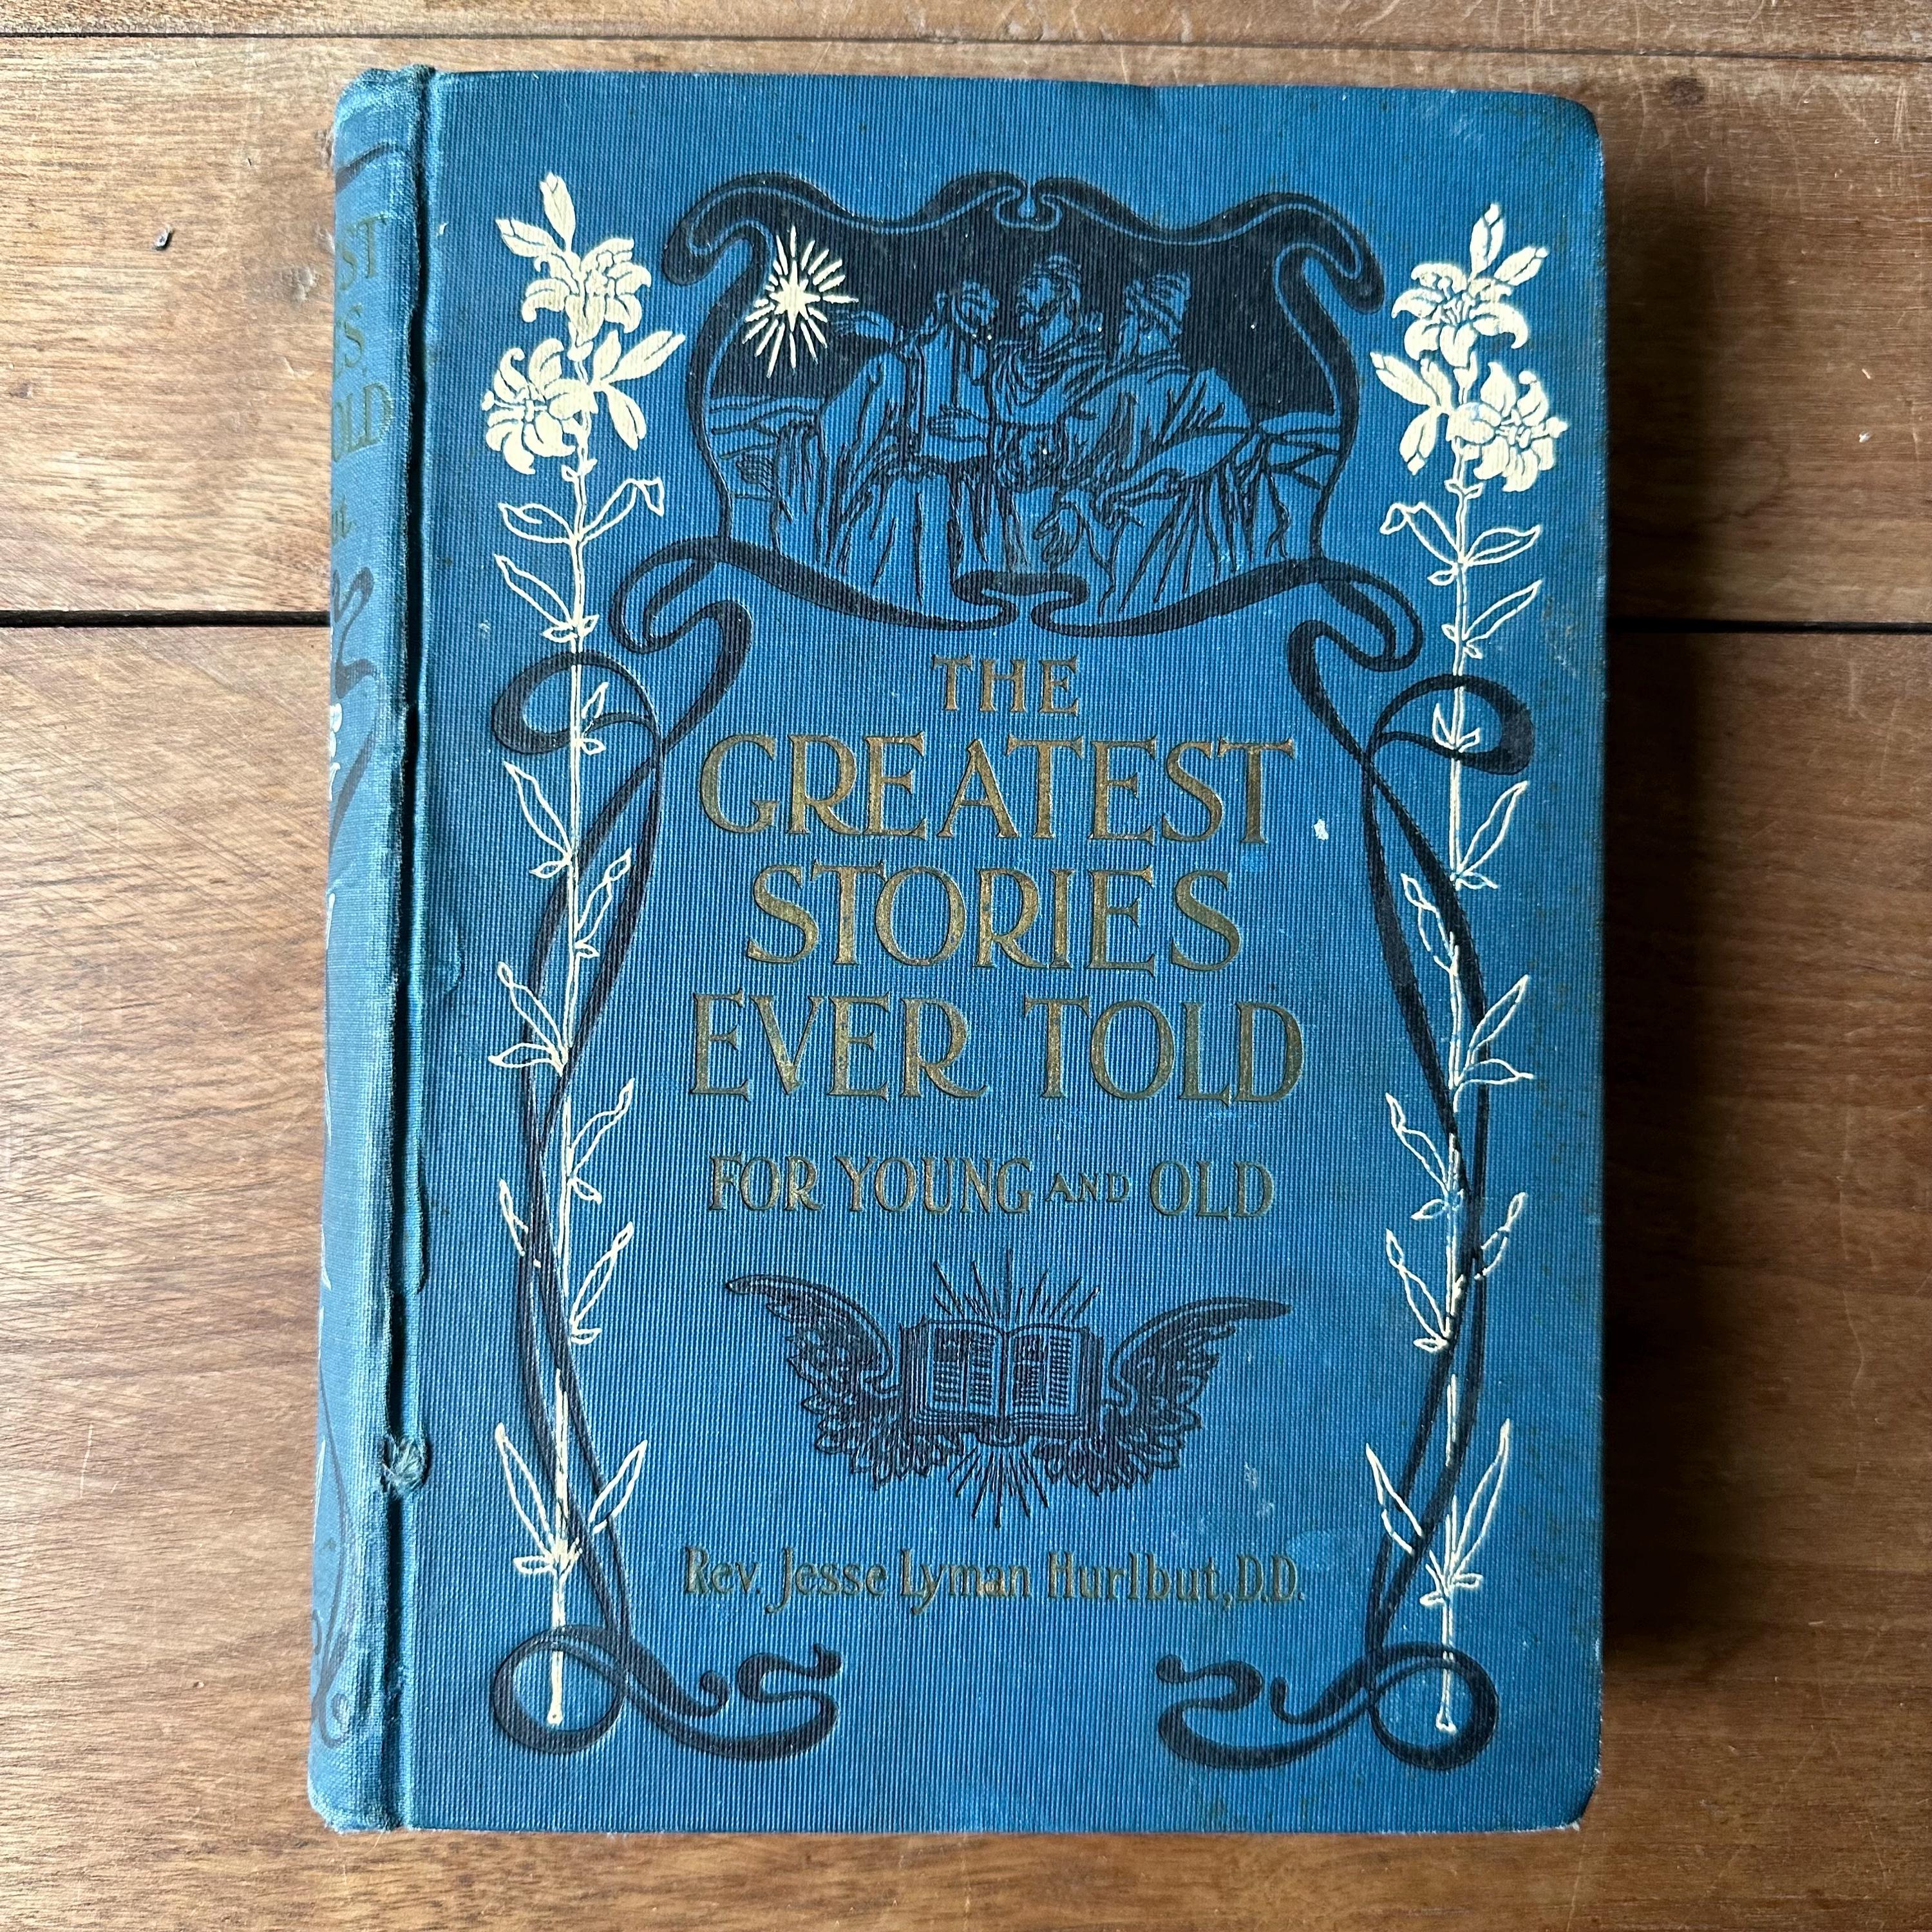 THE
GREATEST
STORIES
EVER TOLD
FOR YOUNG AND OLD
Rev. Jesse Lyman Hurlbut, D.D.